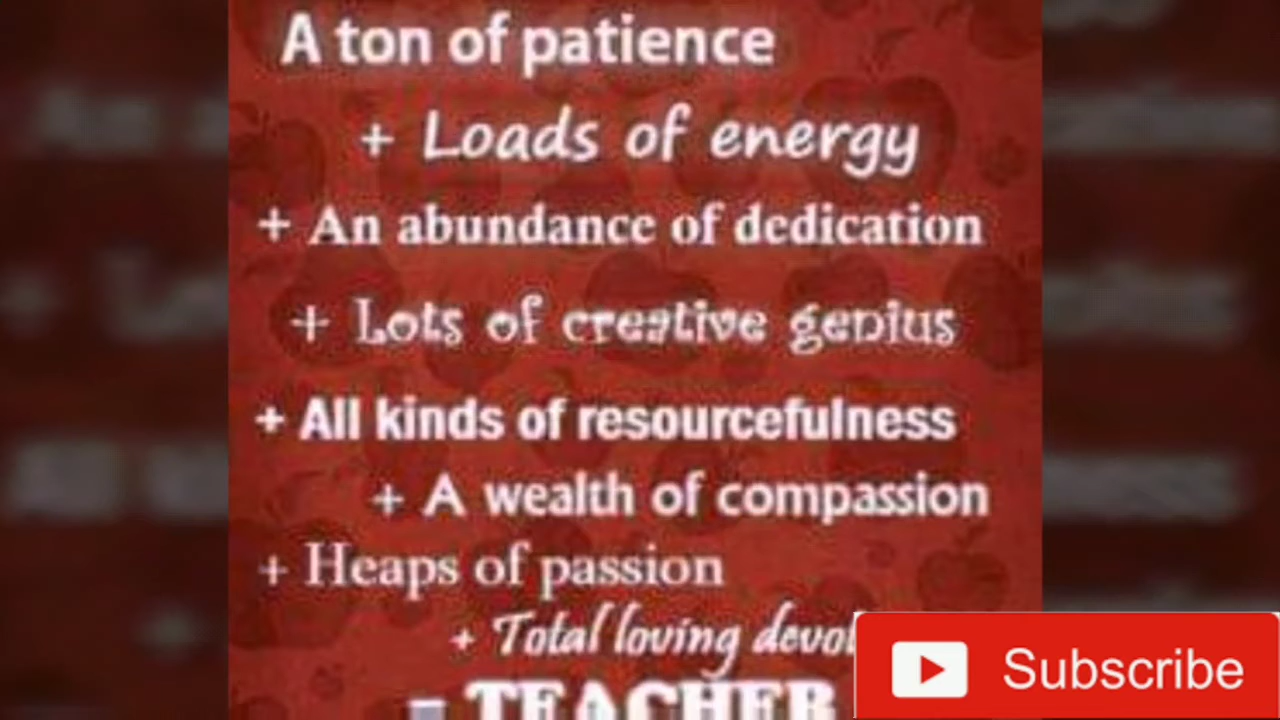 A ton of patience
+ Loads of energy
+ An abundance of dedication
+ Lots of creative genius
+ All kinds of resourcefulness
+ A wealth of compassion
+ Heaps of passion
+ Total loving
= TEACHER
Subscribe